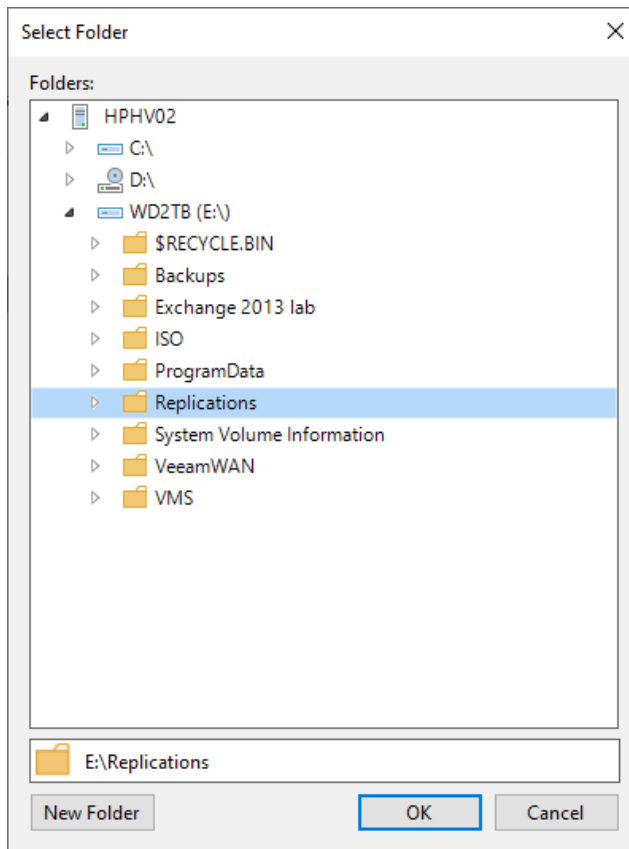 Select Folder
Folders:
HPHV02
C:\
D:\
WD2TB (E:\)
$RECYCLE.BIN
Backups
Exchange 2013 lab
ISO
ProgramData
Replications
System Volume Information
VeeamWAN
VMS
E:\Replications
New Folder OK Cancel